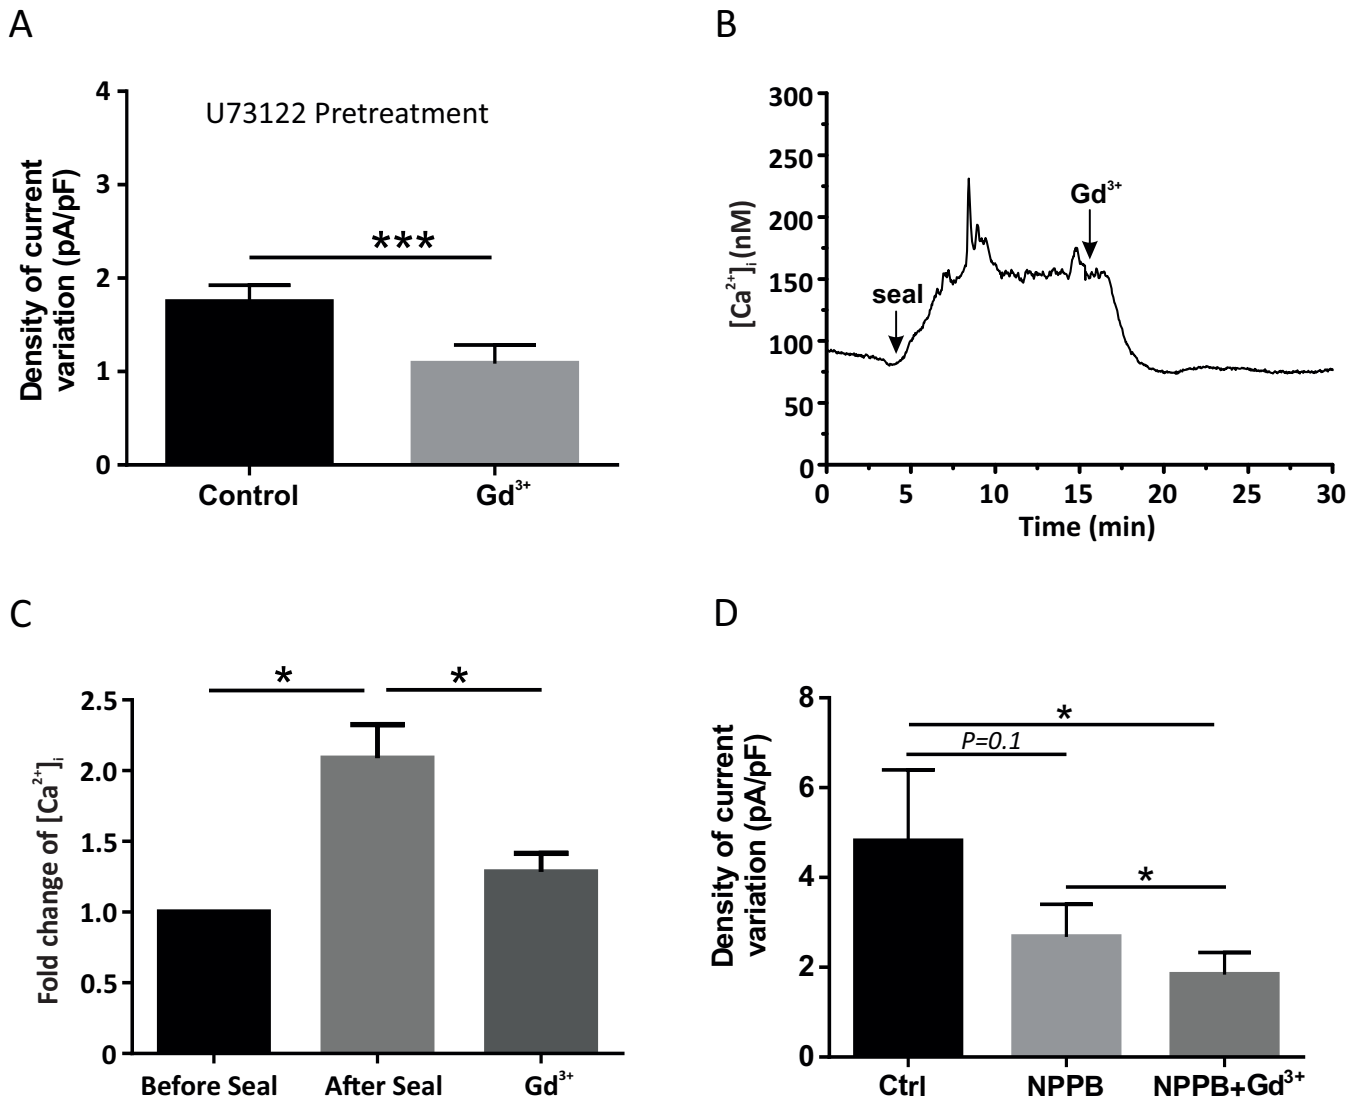 A
U73122 Pretreatment
Density of current
variation (pA/pF)
4
3
2
1
0
***
Control
Gd³⁺
B
[Ca²⁺]ᵢ (nM)
300
250
200
150
100
50
0
seal
Gd³⁺
0 5 10 15 20 25 30
Time (min)
C
Fold change of [Ca²⁺]ᵢ
2.5
2.0
1.5
1.0
0.5
0
*
*
Before Seal
After Seal
Gd³⁺
D
Density of current
variation (pA/pF)
8
6
4
2
0
*
P=0.1
*
Ctrl
NPPB
NPPB+Gd³⁺